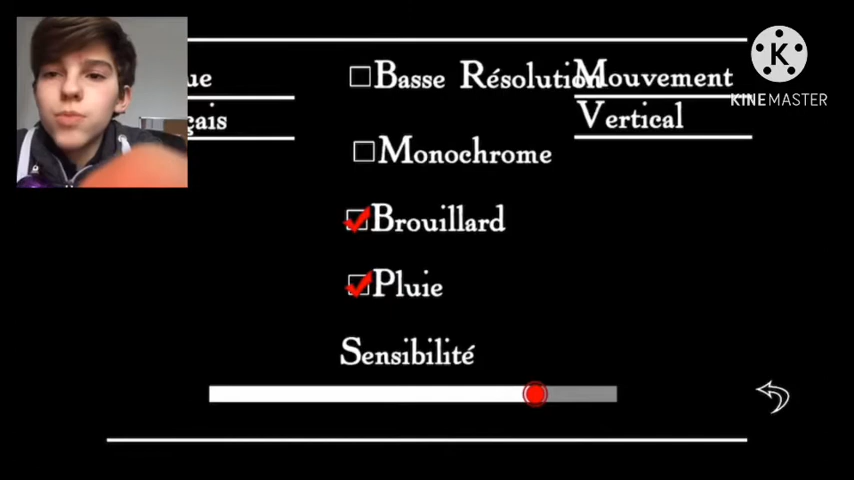 ue
Basse Résolution
Mouvement
çais
Vertical
Monochrome
Brouillard
Pluie
Sensibilité
K
KINEMASTER